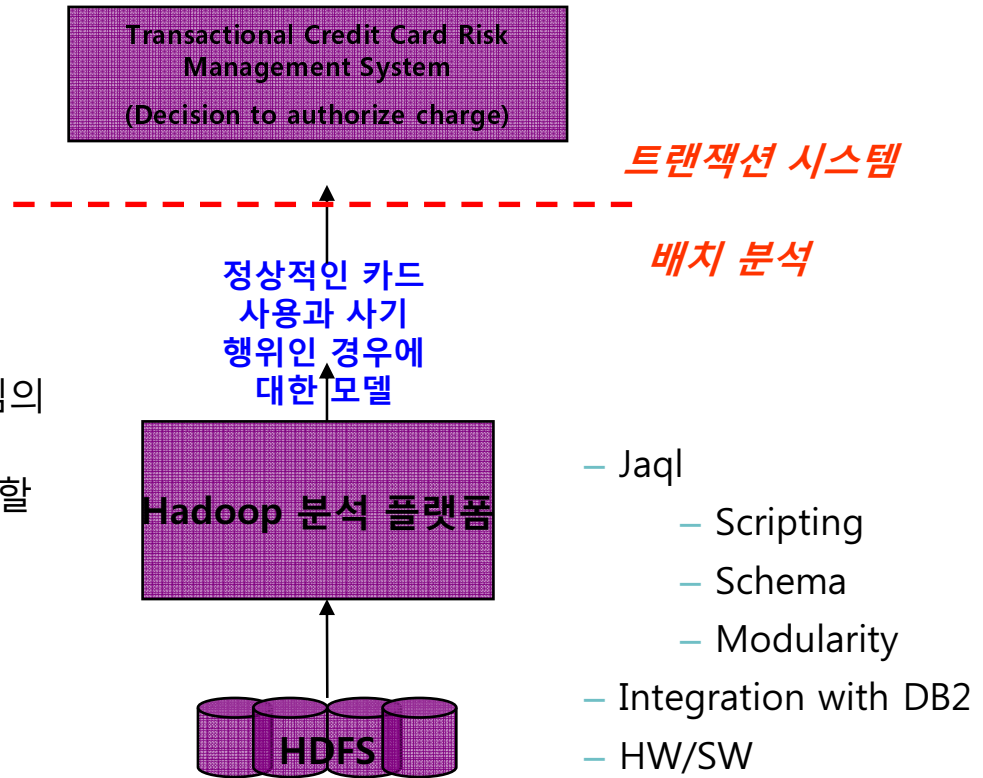 Transactional Credit Card Risk
Management System
(Decision to authorize charge)
트랜잭션 시스템
배치 분석
정상적인 카드
사용과 사기
행위인 경우에
대한 모델
할
Hadoop 분석 플랫폼
HDFS
– Jaql
– Scripting
– Schema
– Modularity
– Integration with DB2
– HW/SW